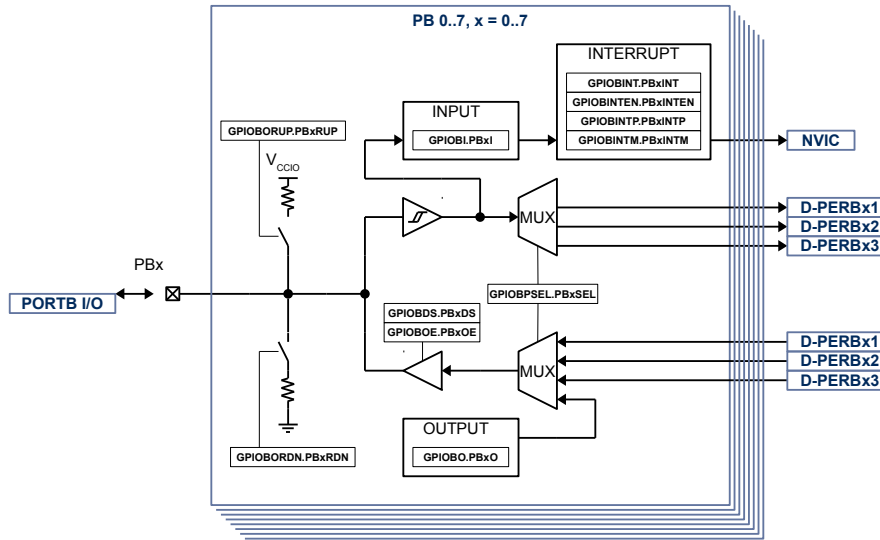 PB 0..7, x = 0..7
INTERRUPT
GPIOBINT.PBxINT
GPIOBINTEN.PBxINTEN
GPIOBINTP.PBxINTP
GPIOBINTM.PBxINTM
INPUT
GPIOBI.PBxI
GPIOBORUP.PBxRUP
NVIC
VCCIO
MUX
D-PERBx1
D-PERBx2
D-PERBx3
PBx
PORTB I/O
GPIOBPSEL.PBxSEL
GPIOBDS.PBxDS
GPIOBOE.PBxOE
MUX
D-PERBx1
D-PERBx2
D-PERBx3
OUTPUT
GPIOBO.PBxO
GPIOBORDN.PBxRDN